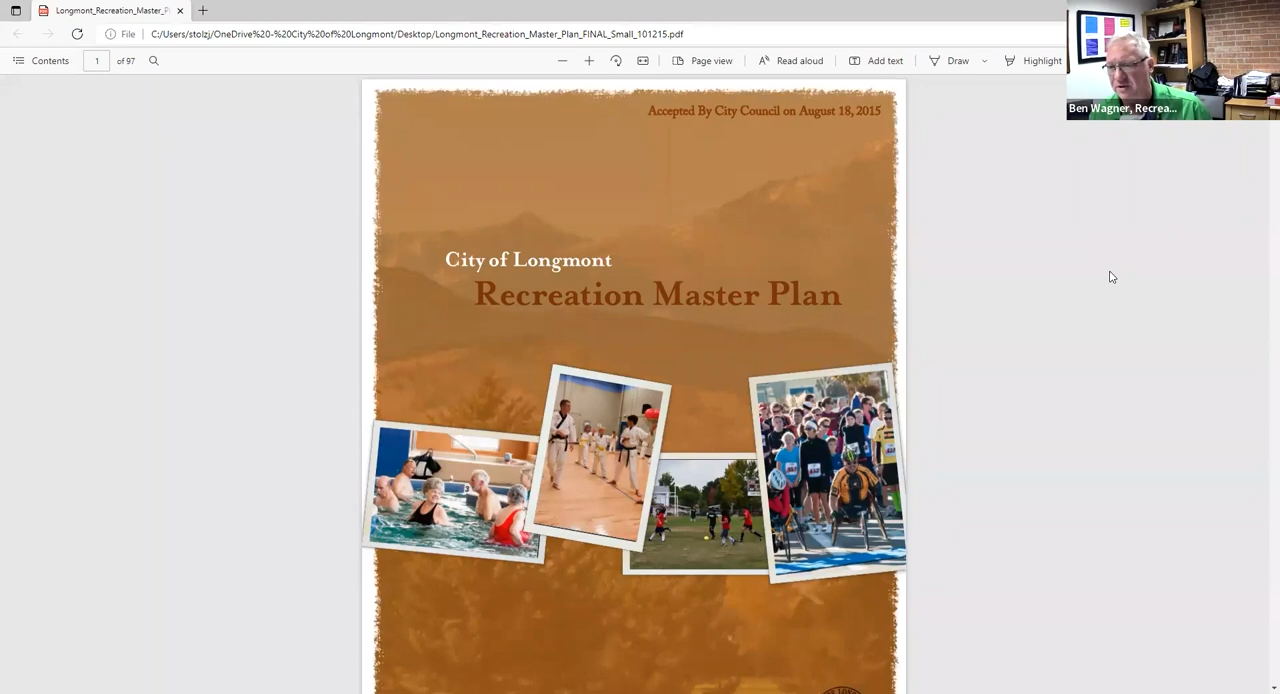 Longmont_Recreation_Master_P
File
C:/Users/stolzj/OneDrive%20-%20City%20of%20Longmont/Desktop/Longmont_Recreation_Master_Plan_FINAL_Small_101215.pdf
Contents
1
of 97
Page view
Read aloud
Add text
Draw
Highlight
Ben Wagner, Recrea...
Accepted By City Council on August 18, 2015
City of Longmont
Recreation Master Plan